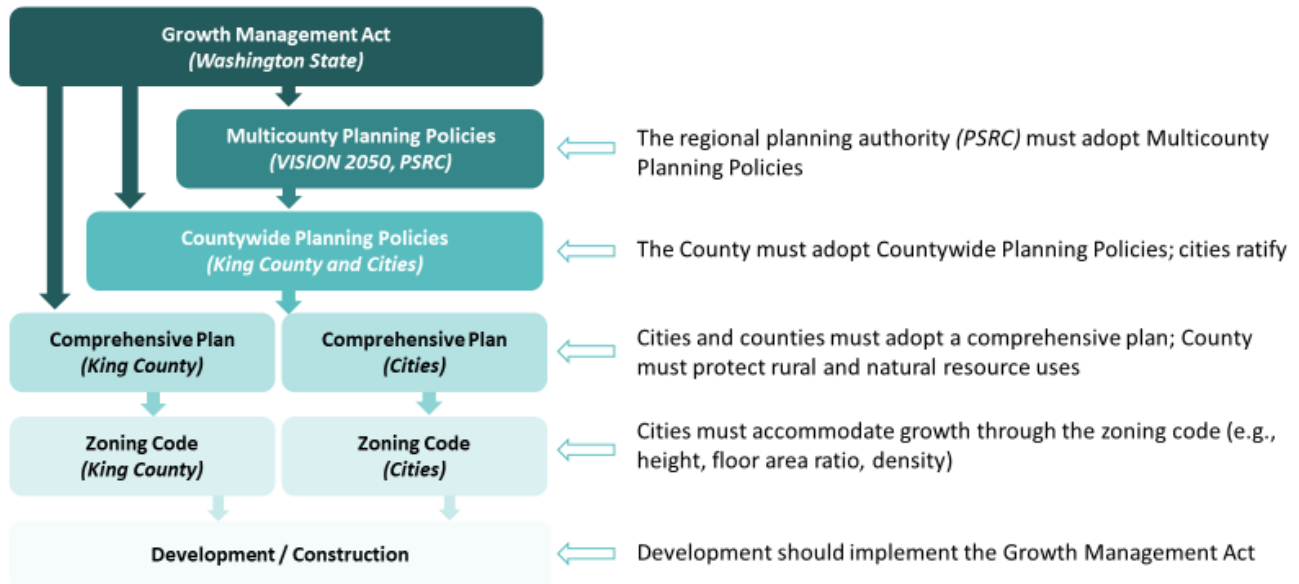 Growth Management Act
(Washington State)
Multicounty Planning Policies
(VISION 2050, PSRC)
The regional planning authority (PSRC) must adopt Multicounty
Planning Policies
Countywide Planning Policies
(King County and Cities)
The County must adopt Countywide Planning Policies; cities ratify
Comprehensive Plan
(King County)
Comprehensive Plan
(Cities)
Cities and counties must adopt a comprehensive plan; County
must protect rural and natural resource uses
Zoning Code
(King County)
Zoning Code
(Cities)
Cities must accommodate growth through the zoning code (e.g.,
height, floor area ratio, density)
Development / Construction
Development should implement the Growth Management Act